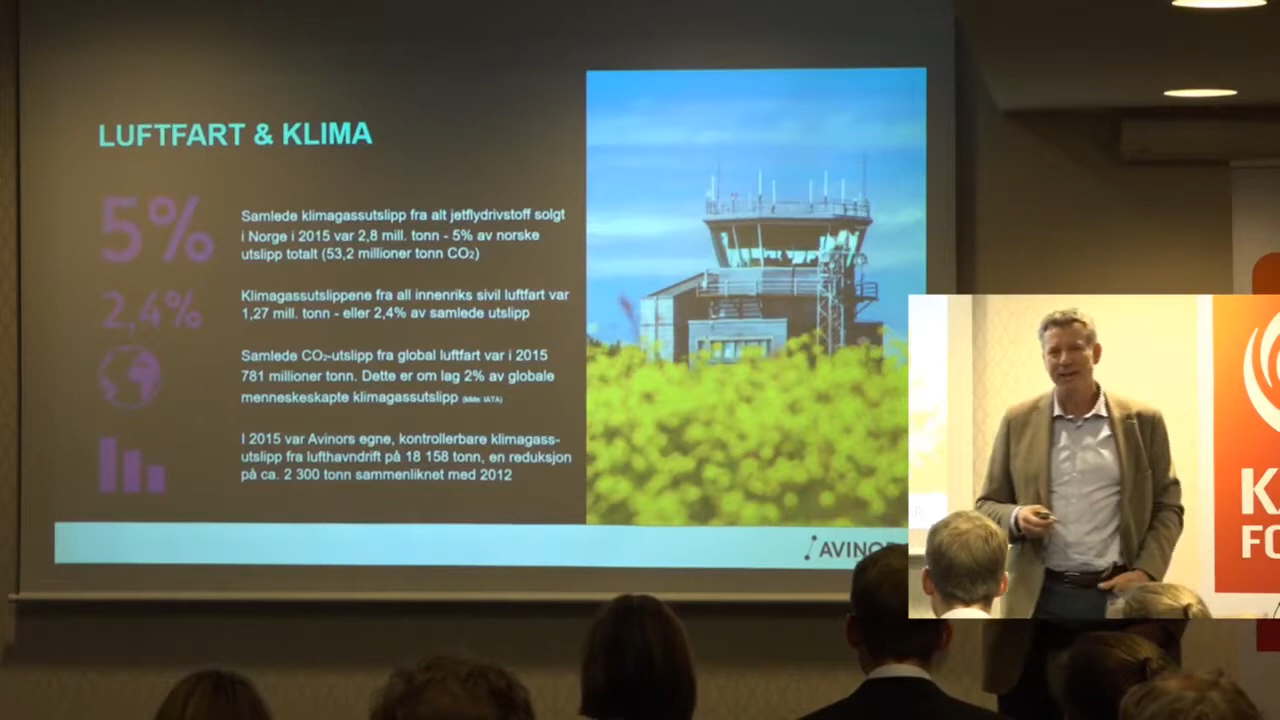 LUFTFART & KLIMA
5%
Samlede klimagassutslipp fra alt jetflydrivstoff solgt
i Norge i 2015 var 2,8 mill. tonn - 5% av norske
utslipp totalt (53,2 millioner tonn CO₂)
2,4%
Klimagassutslippene fra all innenriks sivil luftfart var
1,27 mill. tonn - eller 2,4% av samlede utslipp
Samlede CO₂-utslipp fra global luftfart var i 2015
781 millioner tonn. Dette er om lag 2% av globale
menneskeskapte klimagassutslipp (kilde: IATA)
I 2015 var Avinors egne, kontrollerbare klimagass-
utslipp fra lufthavndrift på 18 158 tonn, en reduksjon
på ca. 2 300 tonn sammenliknet med 2012
AVINO
K
FO